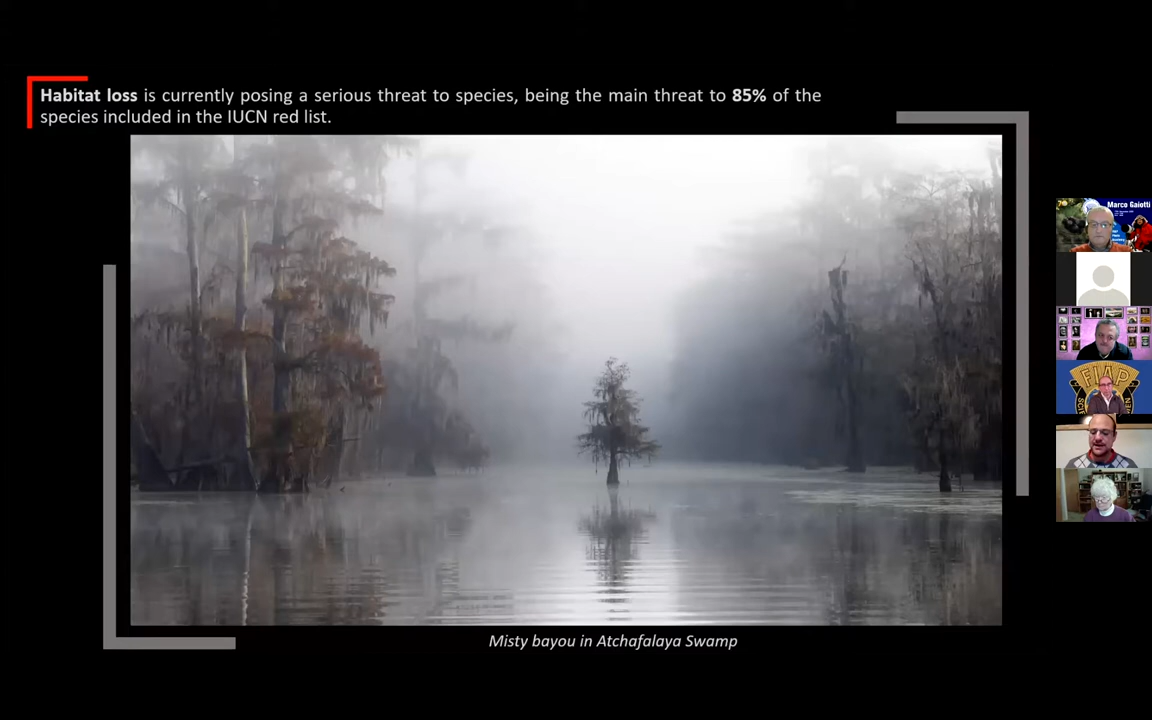 Habitat loss is currently posing a serious threat to species, being the main threat to 85% of the
species included in the IUCN red list.
Misty bayou in Atchafalaya Swamp
Marco Gaiotti
FIAP